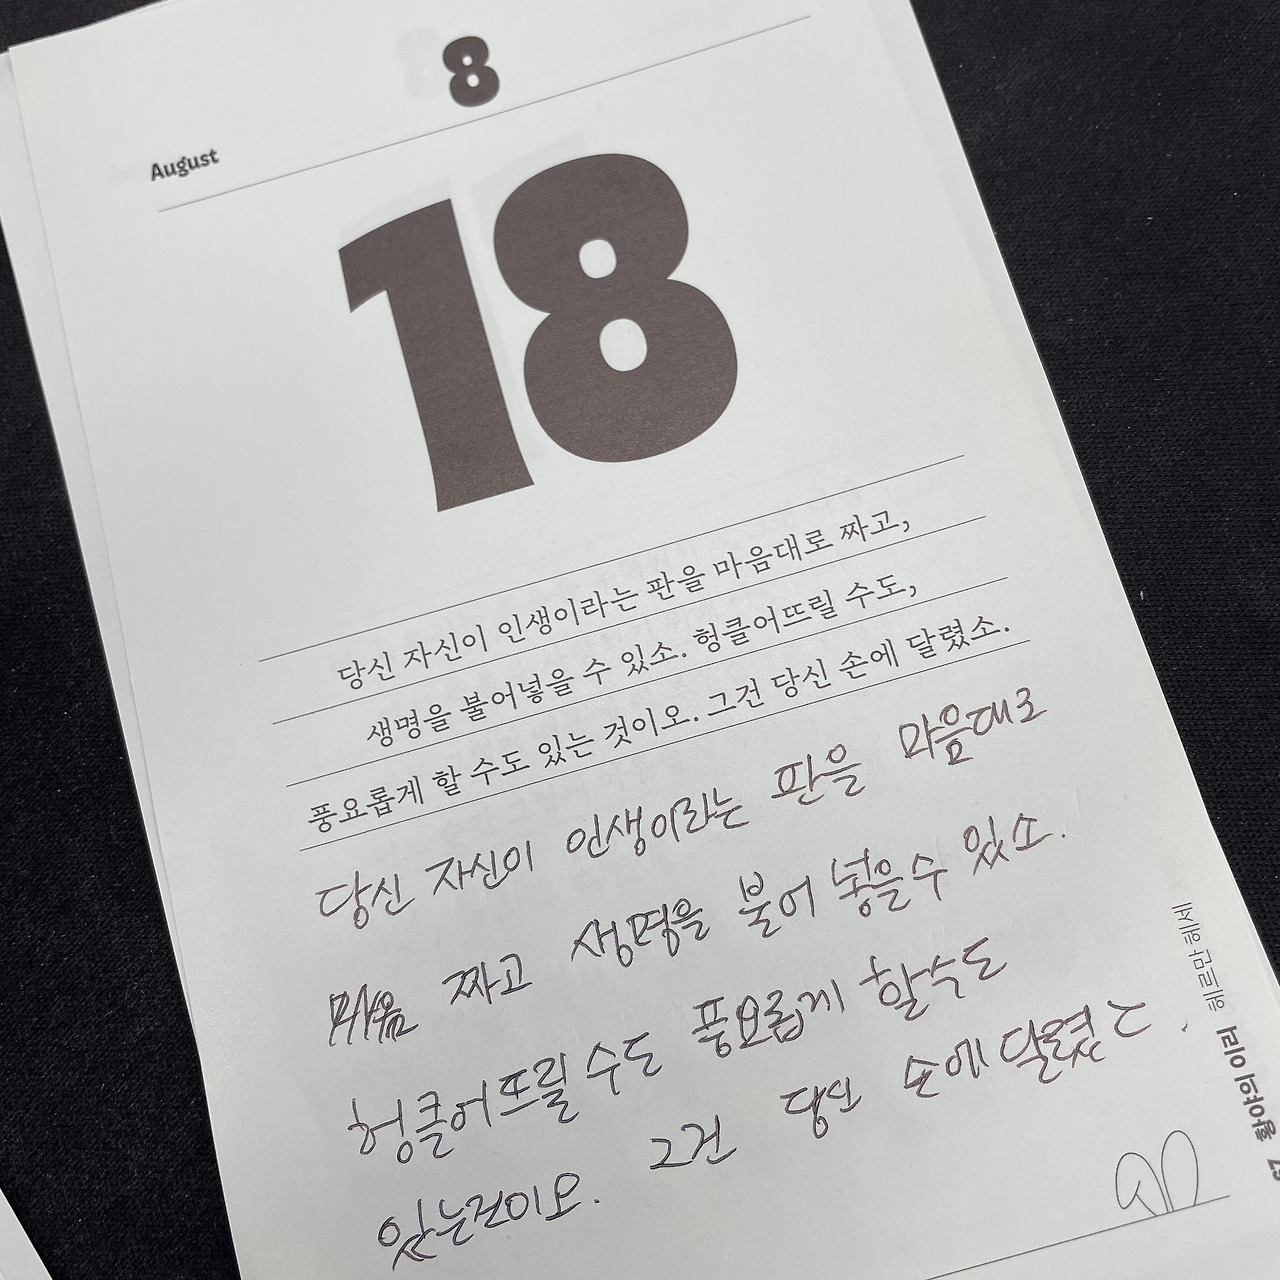 8
August
18
당신 자신이 인생이라는 판을 마음대로 짜고,
생명을 불어넣을 수 있소. 헝클어뜨릴 수도,
풍요롭게 할 수도 있는 것이오. 그건 당신 손에 달렸소.
당신 자신이 인생이라는 판을 마음대로
짜고 생명을 불어 넣을수 있소.
헝클어뜨릴 수도 풍요롭게 할수도
있는것이오. 그건 당신 손에 달렸소.
헤르만 헤세